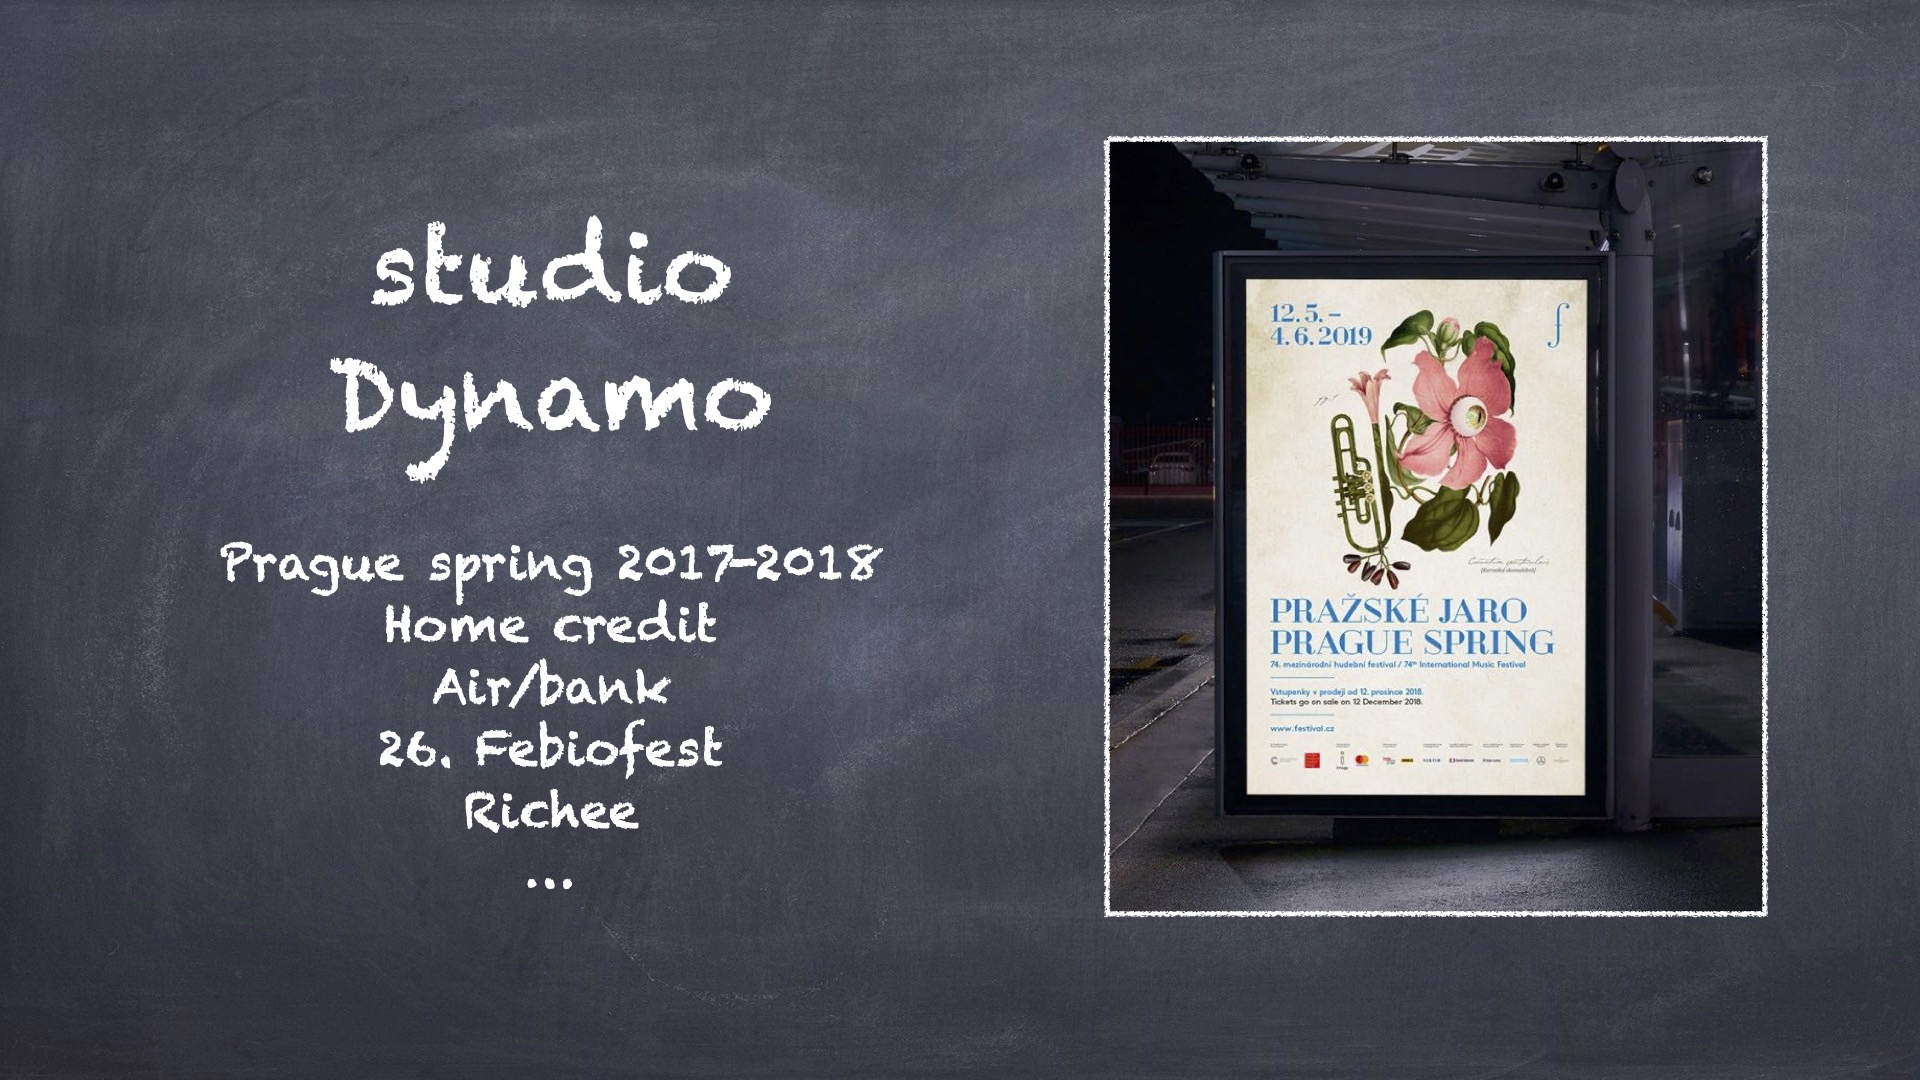 studio
Dynamo
Prague spring 2017-2018
Home credit
Air/bank
26. Febiofest
Richee
...
12. 5. –
4. 6. 2019
f
PRAŽSKÉ JARO
PRAGUE SPRING
74. mezinárodní hudební festival / 74th International Music Festival
Vstupenky v prodeji od 12. prosince 2018.
Tickets go on sale on 12 December 2018.
www.festival.cz